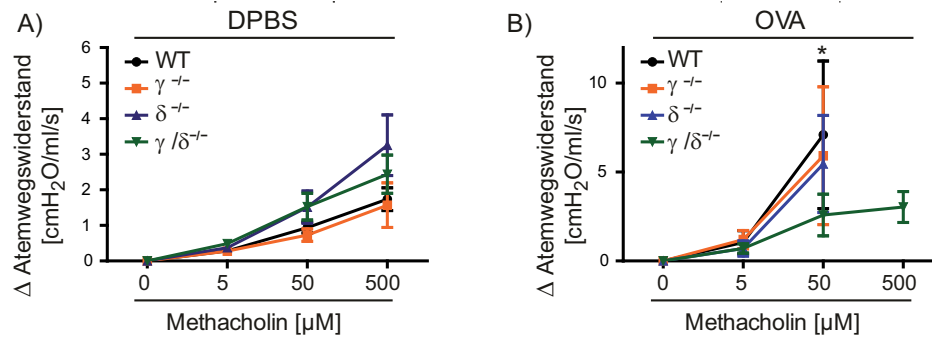 A)
DPBS
WT
γ −/−
δ −/−
γ /δ−/−
6
5
4
3
2
1
0
Δ Atemwegswiderstand
[cmH2O/ml/s]
0 5 50 500
Methacholin [µM]
B)
OVA
*
WT
γ −/−
δ −/−
γ /δ−/−
10
5
0
Δ Atemwegswiderstand
[cmH2O/ml/s]
0 5 50 500
Methacholin [µM]